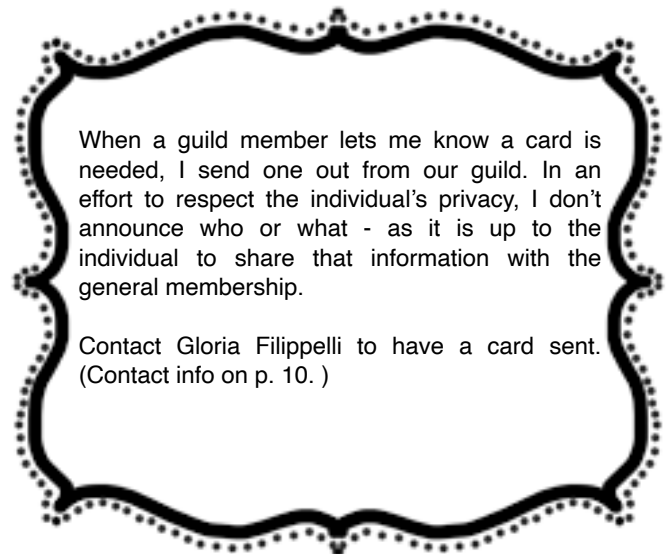 When a guild member lets me know a card is
needed, I send one out from our guild. In an
effort to respect the individual’s privacy, I don’t
announce who or what - as it is up to the
individual to share that information with the
general membership.
Contact Gloria Filippelli to have a card sent.
(Contact info on p. 10. )